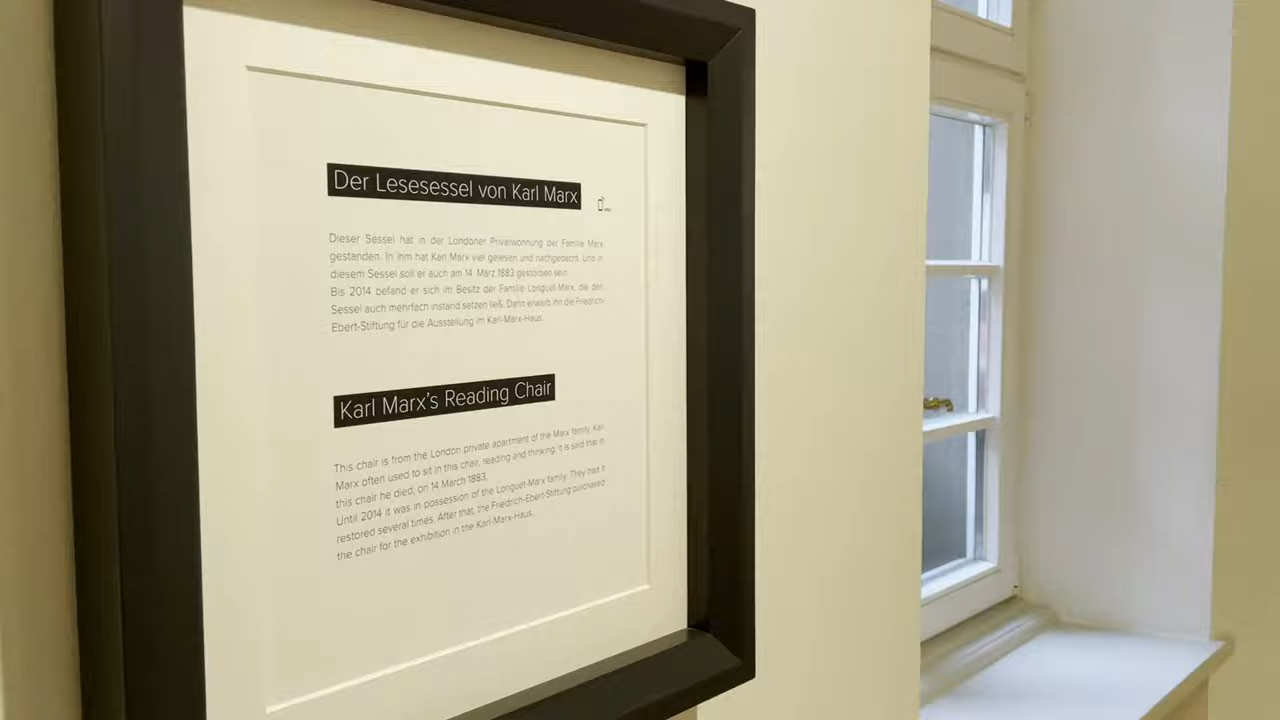 Der Lesesessel von Karl Marx
Dieser Sessel hat in der Londoner Privatwohnung der Familie Marx
gestanden. In ihm hat Karl Marx viel gelesen und nachgedacht. Und in
diesem Sessel soll er auch am 14. März 1883 gestorben sein.
Bis 2014 befand er sich im Besitz der Familie Longuet-Marx, die den
Sessel auch mehrfach instand setzen ließ. Dann erwarb ihn die Friedrich-
Ebert-Stiftung für die Ausstellung im Karl-Marx-Haus.
Karl Marx's Reading Chair
This chair is from the London private apartment of the Marx family. Karl
Marx often used to sit in this chair, reading and thinking. It is said that in
this chair he died, on 14 March 1883.
Until 2014 it was in possession of the Longuet-Marx family. They had it
restored several times. After that, the Friedrich-Ebert-Stiftung purchased
the chair for the exhibition in the Karl-Marx-Haus.